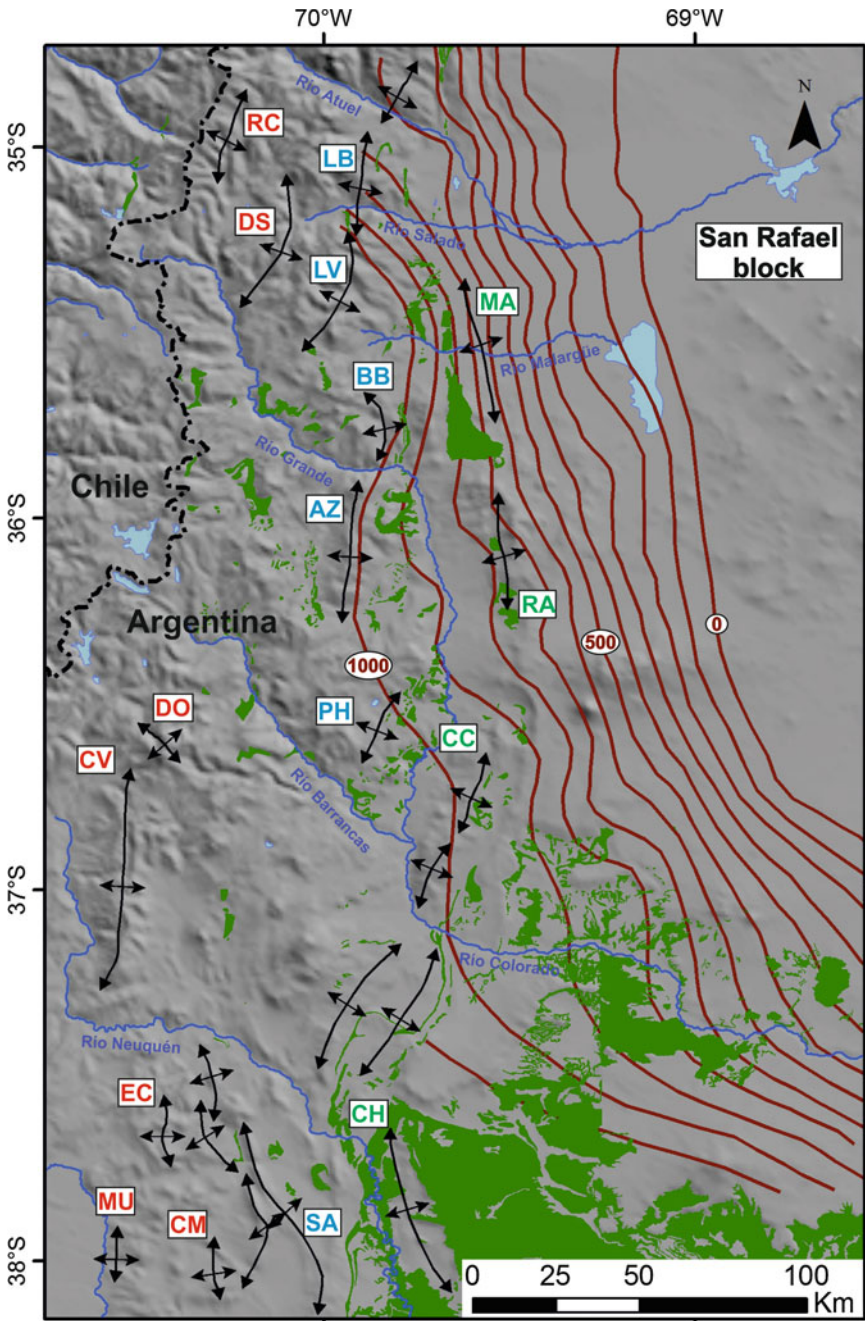 70°W
69°W
N
Río Atuel
35°S
RC
LB
DS
Río Salado
San Rafael
block
LV
MA
Río Malargüe
BB
Río Grande
Chile
36°S
AZ
RA
Argentina
0
500
1000
DO
PH
CC
CV
Río Barrancas
37°S
Río Colorado
Río Neuquén
EC
CH
MU
CM
SA
38°S
0 25 50 100
Km